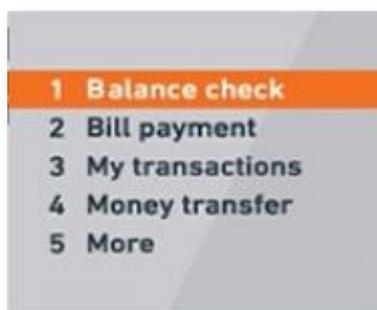 1 Balance check
2 Bill payment
3 My transactions
4 Money transfer
5 More